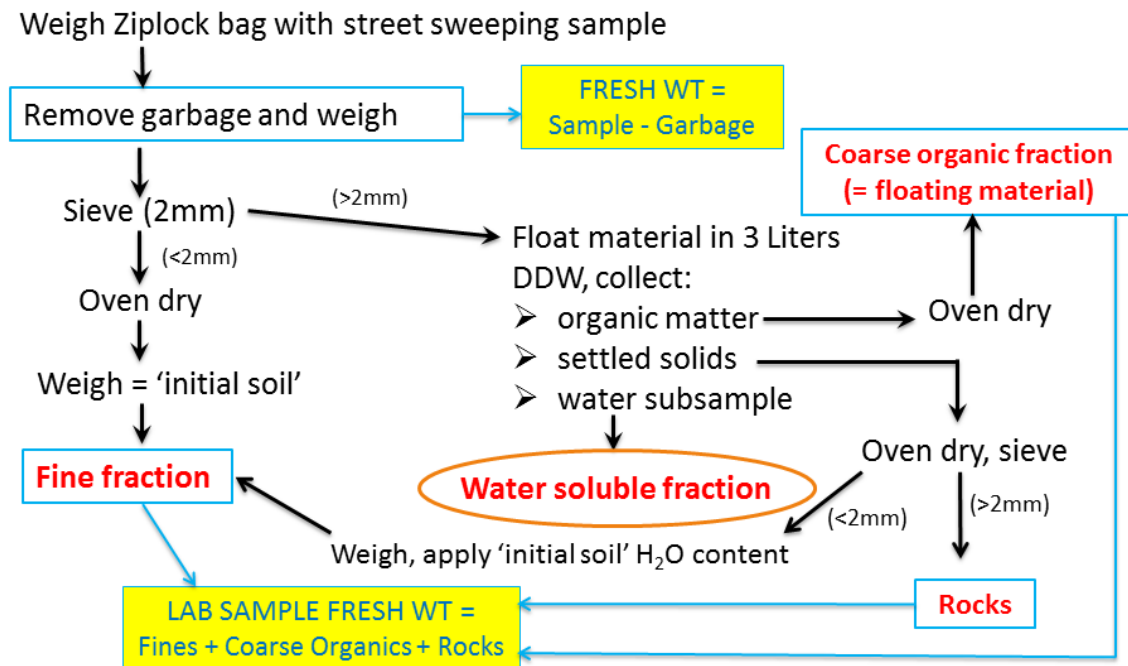 Weigh Ziplock bag with street sweeping sample
Remove garbage and weigh
FRESH WT =
Sample - Garbage
Coarse organic fraction
(= floating material)
Sieve (2mm)
(>2mm)
(<2mm)
Float material in 3 Liters
DDW, collect:
➢ organic matter
➢ settled solids
➢ water subsample
Oven dry
Oven dry
Weigh = ‘initial soil’
Oven dry, sieve
Fine fraction
Water soluble fraction
(<2mm)
(>2mm)
Weigh, apply ‘initial soil’ H₂O content
LAB SAMPLE FRESH WT =
Fines + Coarse Organics + Rocks
Rocks